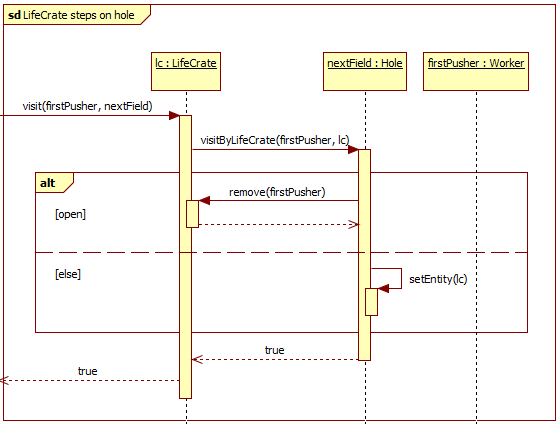 sd LifeCrate steps on hole
lc : LifeCrate
nextField : Hole
firstPusher : Worker
visit(firstPusher, nextField)
visitByLifeCrate(firstPusher, lc)
alt
remove(firstPusher)
[open]
[else]
setEntity(lc)
true
true